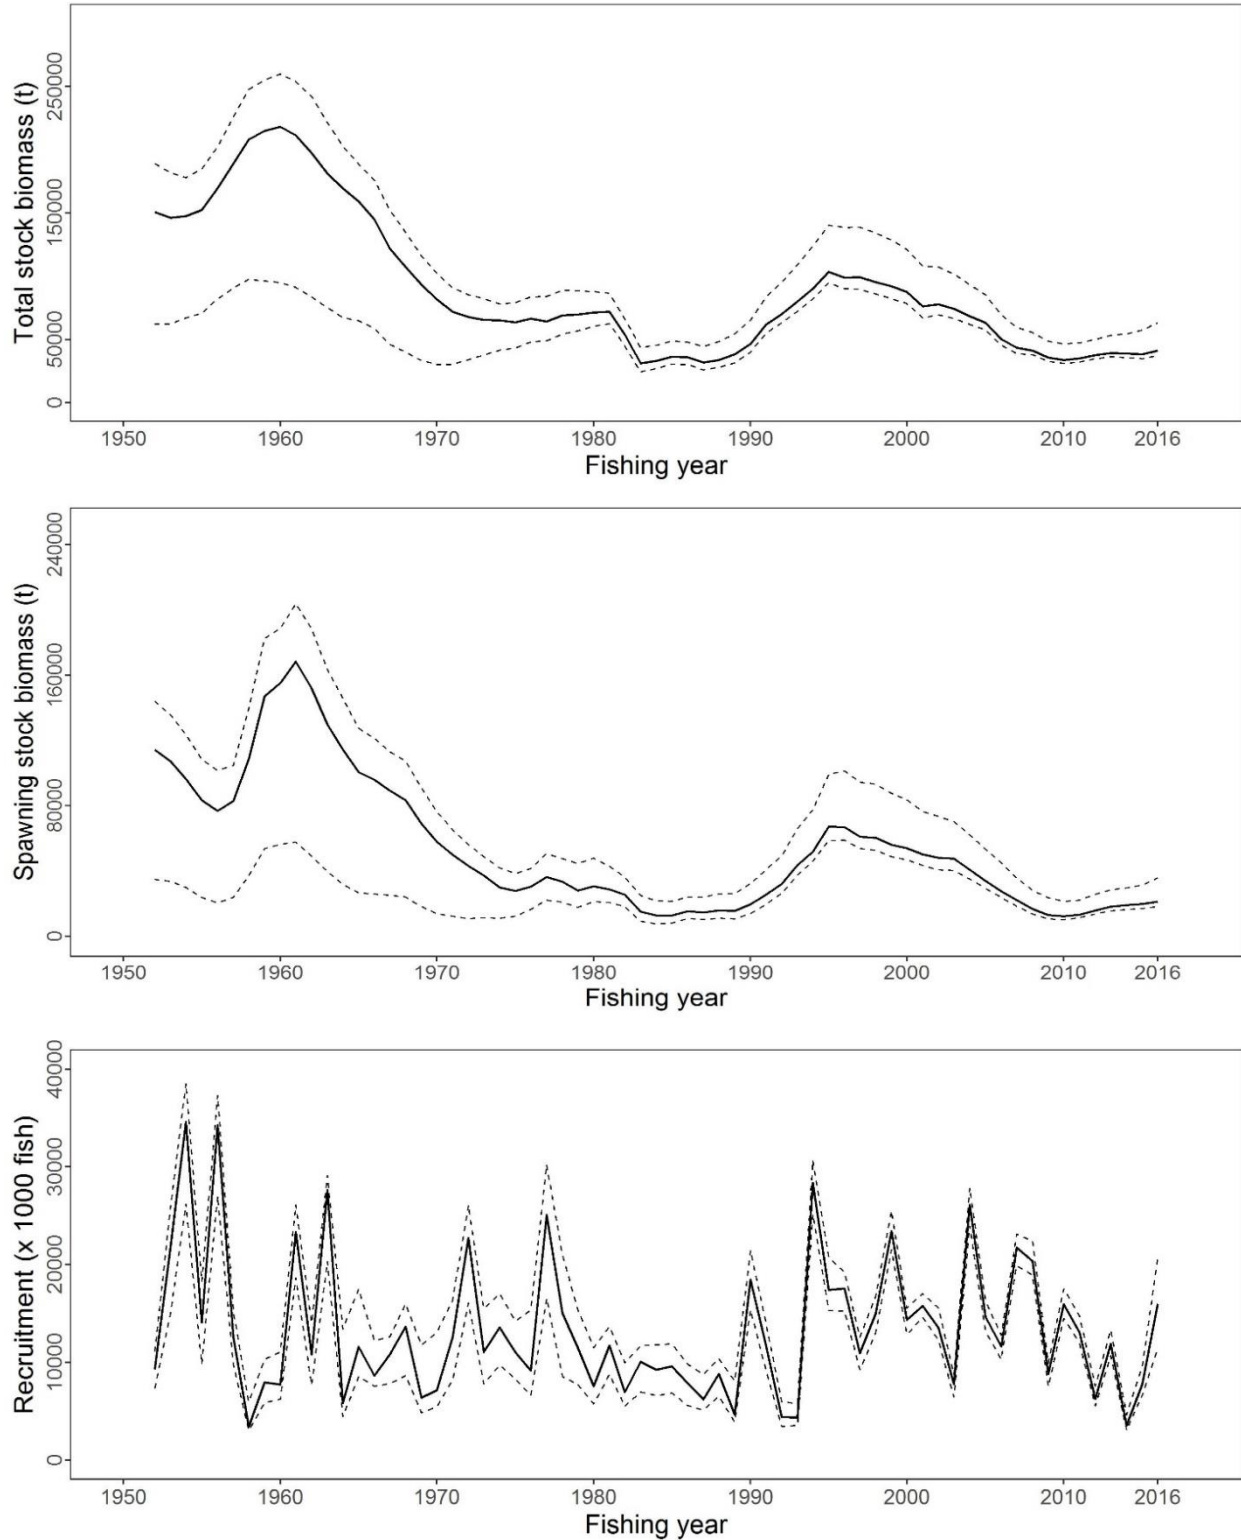 Total stock biomass (t)
250000
150000
50000
0
1950 1960 1970 1980 1990 2000 2010 2016
Fishing year
Spawning stock biomass (t)
240000
160000
80000
0
1950 1960 1970 1980 1990 2000 2010 2016
Fishing year
Recruitment (x 1000 fish)
40000
30000
20000
10000
0
1950 1960 1970 1980 1990 2000 2010 2016
Fishing year